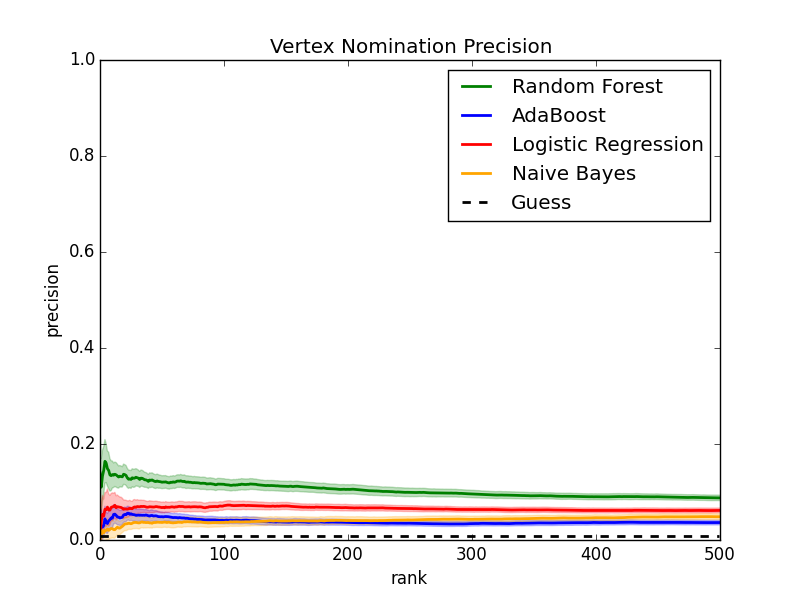 Vertex Nomination Precision
1.0
0.8
0.6
0.4
0.2
0.0
precision
Random Forest
AdaBoost
Logistic Regression
Naive Bayes
Guess
0 100 200 300 400 500
rank